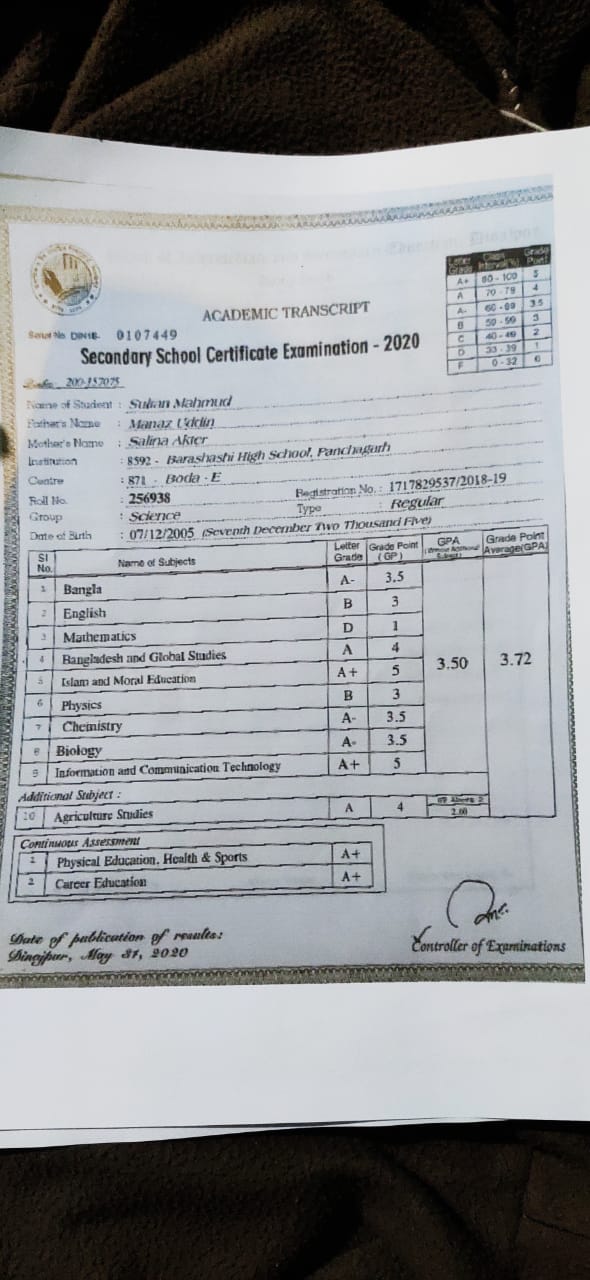 ACADEMIC TRANSCRIPT
Serial No. DINB- 0107449
Secondary School Certificate Examination - 2020
200-157075
Letter Grade Class Interval(%) Grade Point
A+ 80 - 100 5
A 70 - 79 4
A- 60 - 69 3.5
B 50 - 59 3
C 40 - 49 2
D 33 - 39 1
F 0 - 32 0
Name of Student : Sultan Mahmud
Father's Name : Manaz Uddin
Mother's Name : Salina Akter
Institution : 8592 - Barashashi High School, Panchagarh
Centre : 871 - Boda - E
Roll No. : 256938 Registration No. : 1717829537/2018-19
Group : Science Type : Regular
Date of Birth : 07/12/2005 (Seventh December Two Thousand Five)
Sl No. Name of Subjects Letter Grade Grade Point (GP) GPA (Without Additional Subject) Grade Point Average(GPA)
1 Bangla A- 3.5
2 English B 3
3 Mathematics D 1
4 Bangladesh and Global Studies A 4
5 Islam and Moral Education A+ 5
3.50 3.72
6 Physics B 3
7 Chemistry A- 3.5
8 Biology A- 3.5
9 Information and Communication Technology A+ 5
Additional Subject :
GP Above 2
10 Agriculture Studies A 4 2.00
Continuous Assessment
1 Physical Education, Health & Sports A+
2 Career Education A+
Date of publication of results:
Dinajpur, May 31, 2020
Controller of Examinations